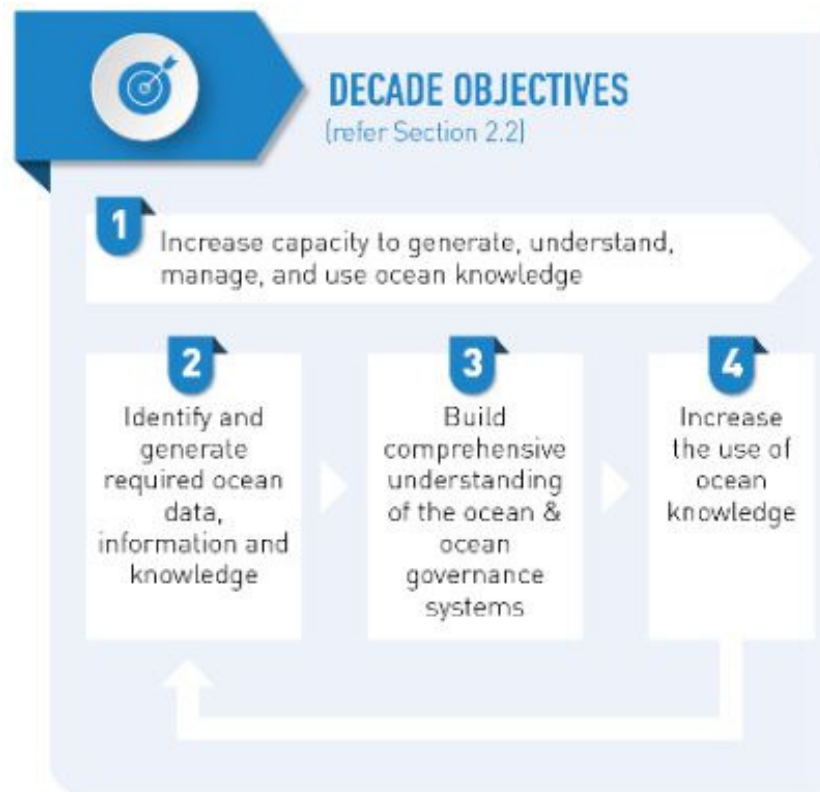 DECADE OBJECTIVES
(refer Section 2.2)
1
Increase capacity to generate, understand,
manage, and use ocean knowledge
2
Identify and
generate
required ocean
data,
information and
knowledge
3
Build
comprehensive
understanding
of the ocean &
ocean
governance
systems
4
Increase
the use of
ocean
knowledge